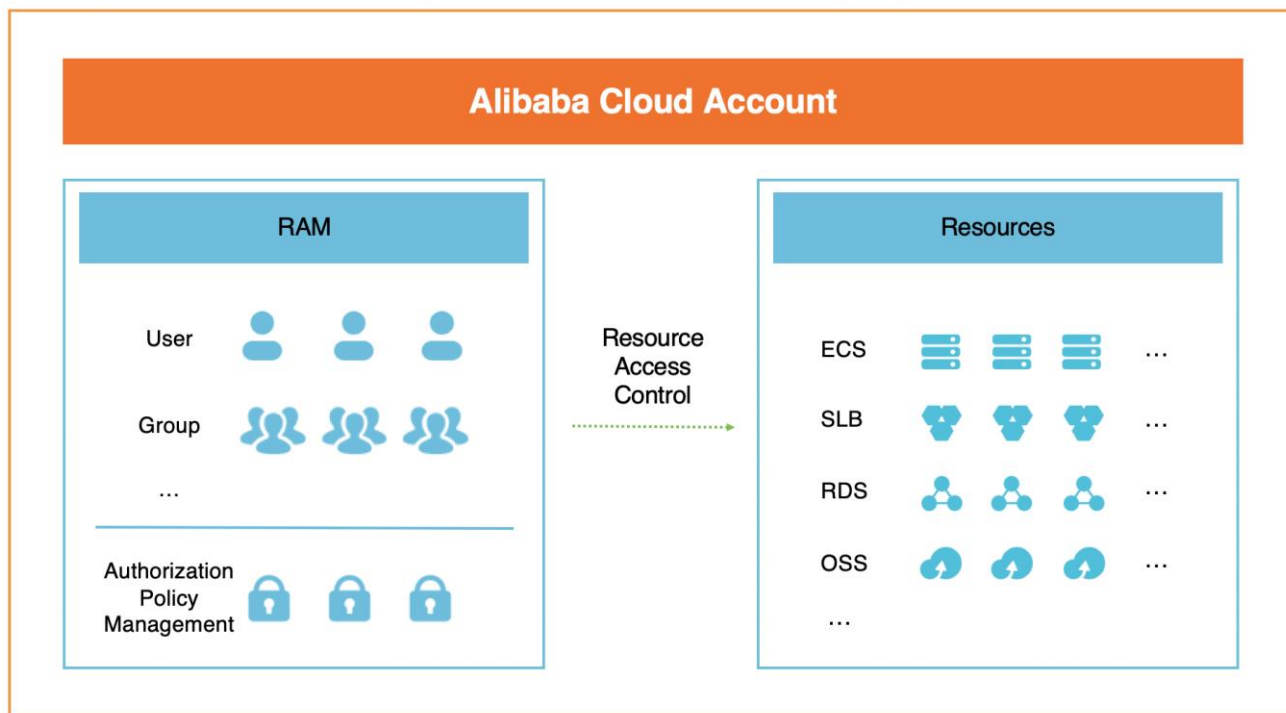 Alibaba Cloud Account
RAM
User
Group
...
Authorization
Policy
Management
Resource
Access
Control
Resources
ECS
...
SLB
...
RDS
...
OSS
...
...